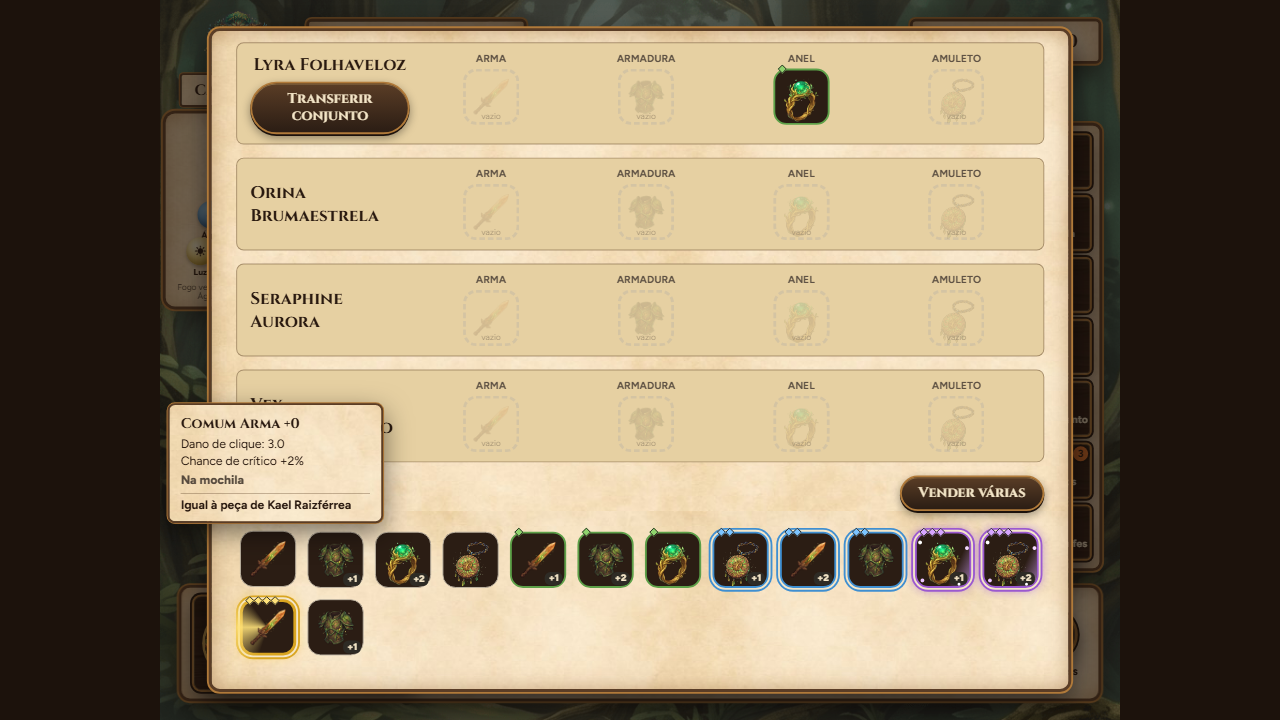 Lyra Folhaveloz
Transferir
conjunto
ARMA
ARMADURA
ANEL
AMULETO
vazio
vazio
vazio
Orina
Brumaestrela
ARMA
ARMADURA
ANEL
AMULETO
vazio
vazio
vazio
vazio
Seraphine
Aurora
ARMA
ARMADURA
ANEL
AMULETO
vazio
vazio
vazio
vazio
ARMA
ARMADURA
ANEL
AMULETO
vazio
vazio
vazio
vazio
Comum Arma +0
Dano de clique: 3.0
Chance de crítico +2%
Na mochila
Igual à peça de Kael Raizférrea
Vender várias
+1
+2
+1
+2
+1
+2
+1
+2
+1